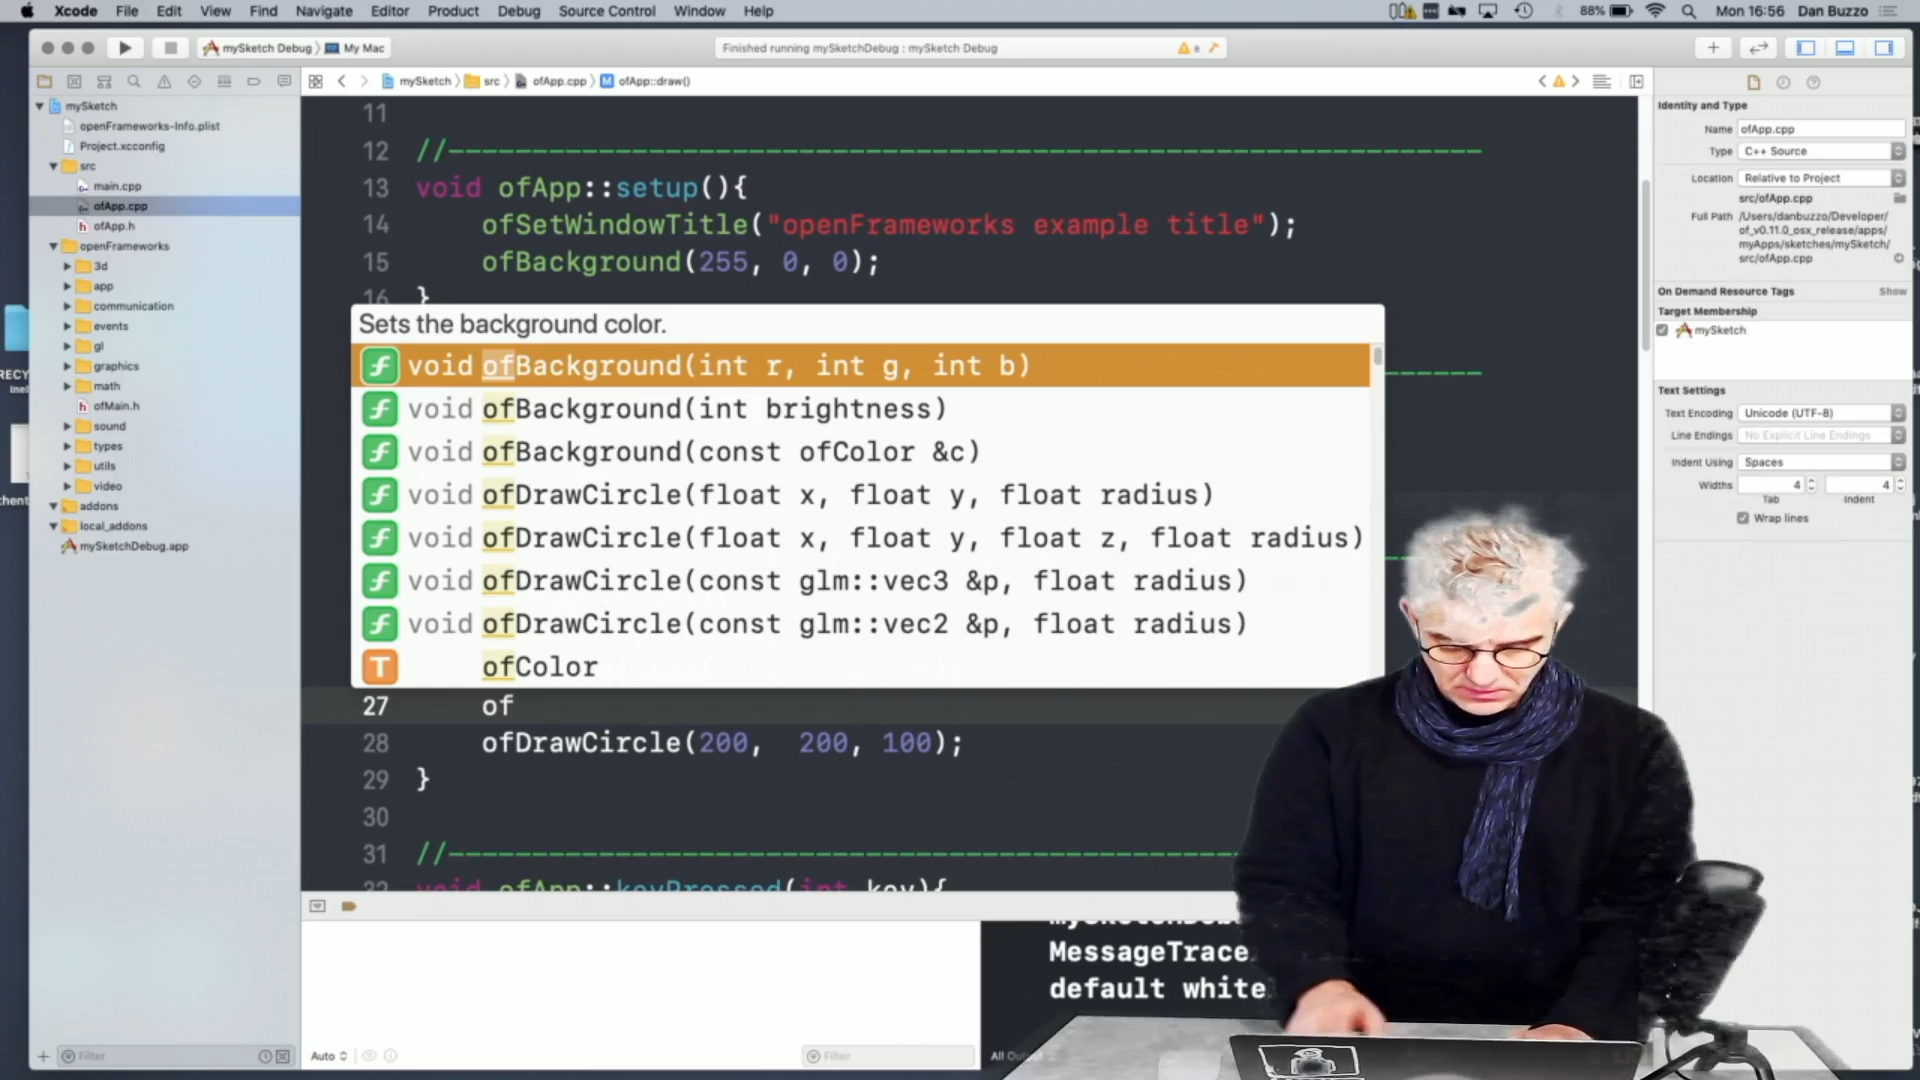 Xcode File Edit View Find Navigate Editor Product Debug Source Control Window Help
88% Mon 16:56 Dan Buzzo
mySketch Debug My Mac
Finished running mySketchDebug : mySketch Debug
6
mySketch src ofApp.cpp M ofApp::draw()
mySketch
openFrameworks-Info.plist
Project.xcconfig
src
main.cpp
ofApp.cpp
h ofApp.h
openFrameworks
3d
app
communication
events
gl
graphics
math
h ofMain.h
sound
types
utils
video
addons
local_addons
mySketchDebug.app
Filter
11
12 //------------------------------------------------------------
13 void ofApp::setup(){
14 ofSetWindowTitle("openFrameworks example title");
15 ofBackground(255, 0, 0);
16 }
Sets the background color.
f void ofBackground(int r, int g, int b)
f void ofBackground(int brightness)
f void ofBackground(const ofColor &c)
f void ofDrawCircle(float x, float y, float radius)
f void ofDrawCircle(float x, float y, float z, float radius)
f void ofDrawCircle(const glm::vec3 &p, float radius)
f void ofDrawCircle(const glm::vec2 &p, float radius)
T ofColor
27 of
28 ofDrawCircle(200, 200, 100);
29 }
30
31 //------------------------------------------------
32 void ofApp::keyPressed(int key){
MessageTrace
default white
Auto
Filter
Identity and Type
Name ofApp.cpp
Type C++ Source
Location Relative to Project
src/ofApp.cpp
Full Path /Users/danbuzzo/Developer/
of_v0.11.0_osx_release/apps/
myApps/sketches/mySketch/
src/ofApp.cpp
On Demand Resource Tags Show
Target Membership
mySketch
Text Settings
Text Encoding Unicode (UTF-8)
Line Endings No Explicit Line Endings
Indent Using Spaces
Widths 4 4
Tab Indent
Wrap lines